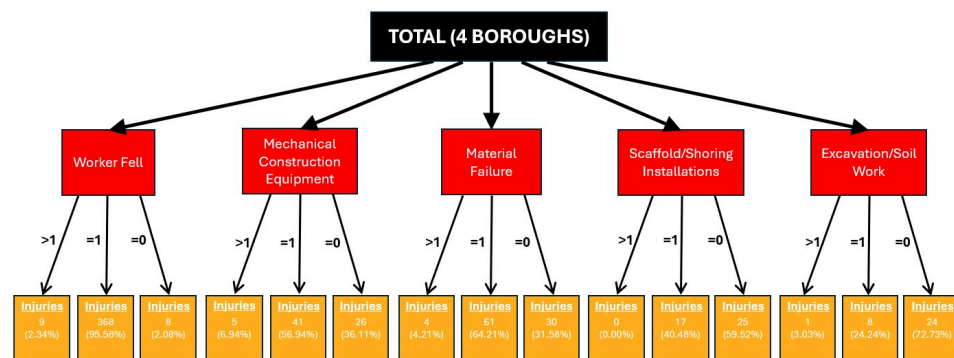 TOTAL (4 BOROUGHS)
Worker Fell
Mechanical
Construction
Equipment
Material
Failure
Scaffold/Shoring
Installations
Excavation/Soil
Work
>1
=1
=0
>1
=1
=0
>1
=1
=0
>1
=1
=0
>1
=1
=0
Injuries
9
(2.34%)
Injuries
368
(95.58%)
Injuries
8
(2.08%)
Injuries
5
(6.94%)
Injuries
41
(56.94%)
Injuries
26
(36.11%)
Injuries
4
(4.21%)
Injuries
61
(64.21%)
Injuries
30
(31.58%)
Injuries
0
(0.00%)
Injuries
17
(40.48%)
Injuries
25
(59.52%)
Injuries
1
(3.03%)
Injuries
8
(24.24%)
Injuries
24
(72.73%)